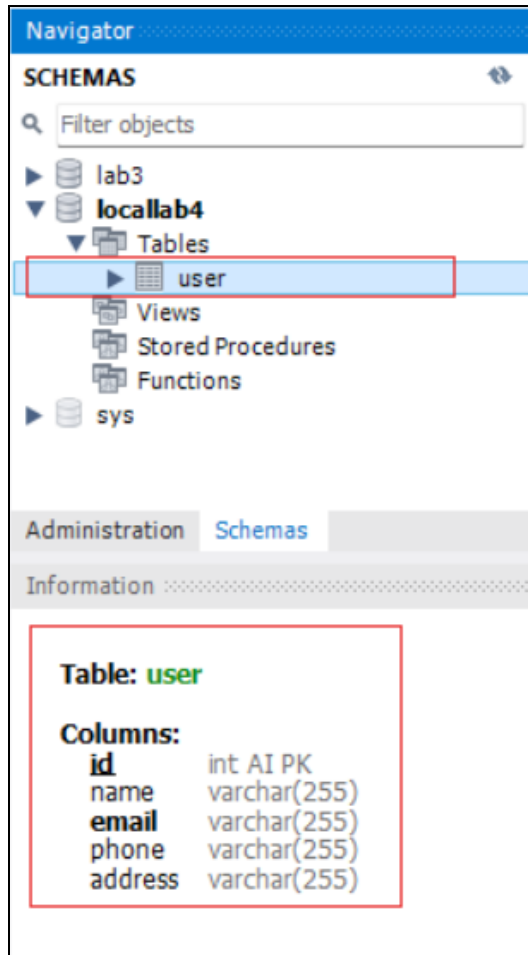 Navigator
SCHEMAS
Filter objects
lab3
locallab4
Tables
user
Views
Stored Procedures
Functions
sys
Administration Schemas
Information
Table: user
Columns:
id int AI PK
name varchar(255)
email varchar(255)
phone varchar(255)
address varchar(255)